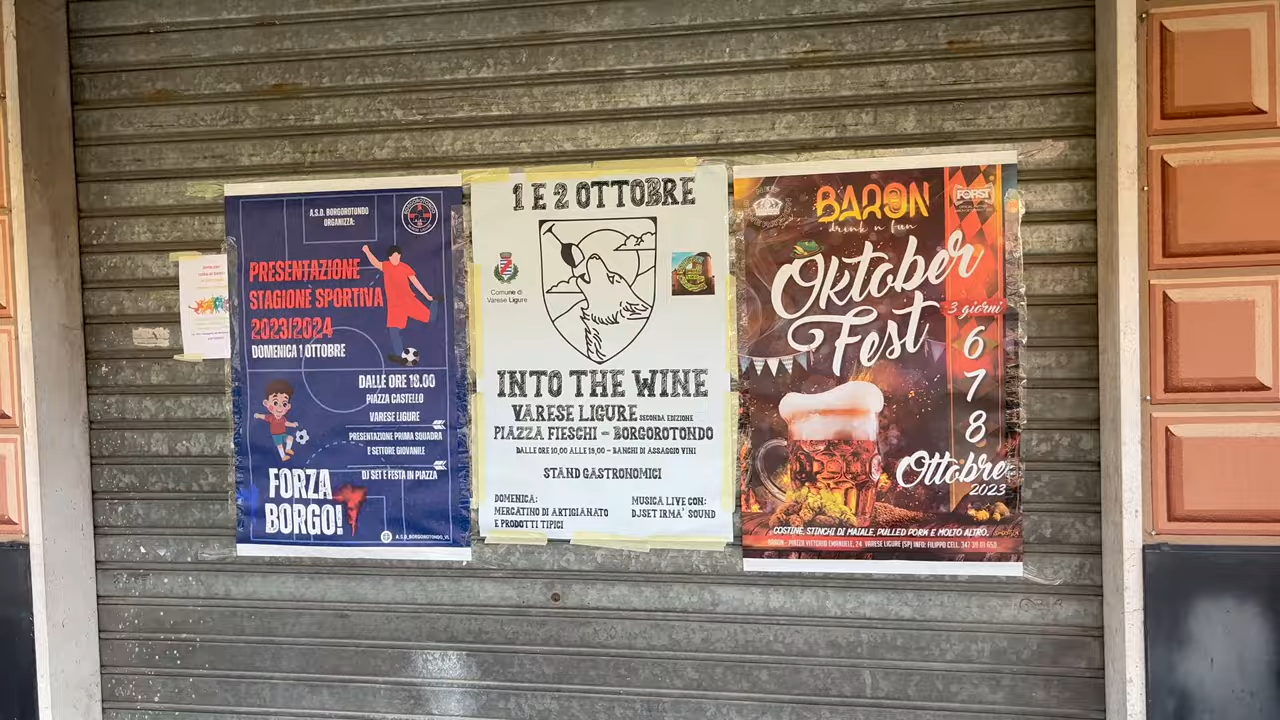 A.S.D. BORGOROTONDO
ORGANIZZA:
PRESENTAZIONE
STAGIONE SPORTIVA
2023/2024
DOMENICA 1 OTTOBRE
DALLE ORE 18.00
PIAZZA CASTELLO
VARESE LIGURE
PRESENTAZIONE PRIMA SQUADRA
E SETTORE GIOVANILE
DJ SET E FESTA IN PIAZZA
FORZA
BORGO!
A.S.D_BORGOROTONDO_VL
1 E 2 OTTOBRE
Comune di
Varese Ligure
INTO THE WINE
VARESE LIGURE SECONDA EDIZIONE
PIAZZA FIESCHI - BORGOROTONDO
DALLE ORE 10,00 ALLE 19,00 - BANCHI DI ASSAGGIO VINI
STAND GASTRONOMICI
DOMENICA:
MERCATINO DI ARTIGIANATO
E PRODOTTI TIPICI
MUSICA LIVE CON:
DJSET IRMA' SOUND
BARON
drink n fun
FORST
Oktober
Fest
3 giorni
6
7
8
Ottobre
2023
COSTINE, STINCHI DI MAIALE, PULLED PORK E MOLTO ALTRO.
BARON - PIAZZA VITTORIO EMANUELE, 24 VARESE LIGURE (SP) INFO: FILIPPO CELL. 347